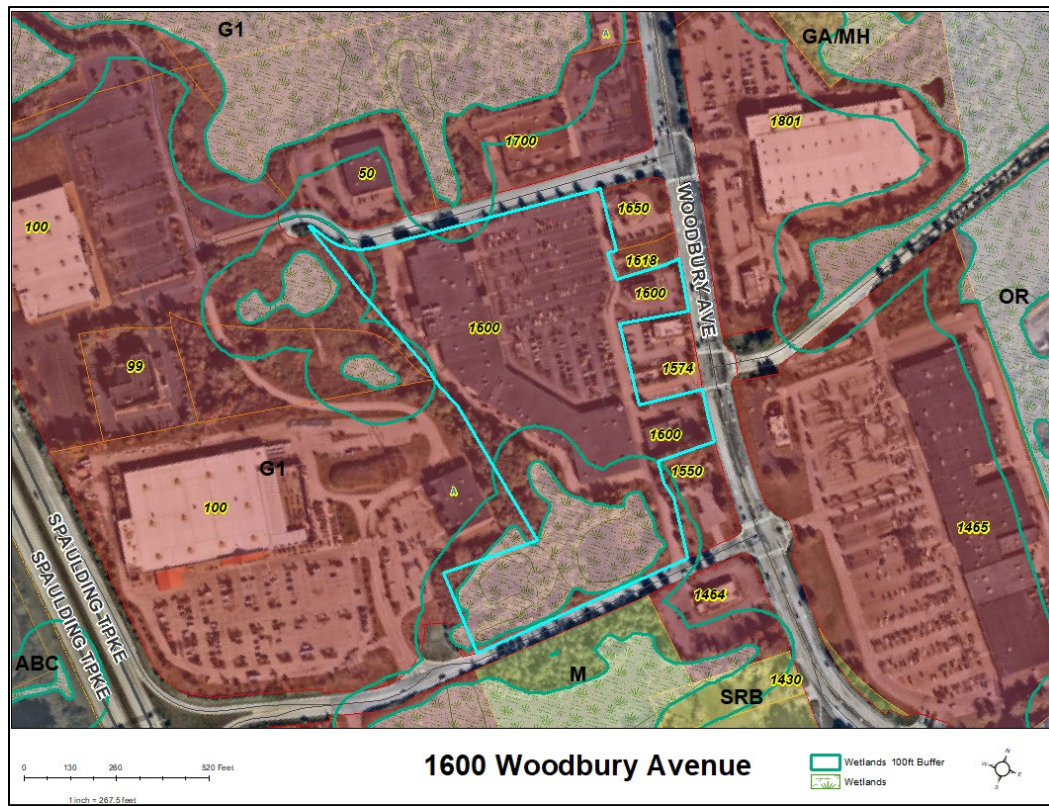 G1
GA/MH
A
1801
1700
50
1650
100
WOODBURY AVE
1618
1600
OR
1600
99
1574
1600
G1
1550
1465
A
100
SPAULDING TPKE
SPAULDING TPKE
1464
ABC
M
1430
SRB
0 130 260 520 Feet
1 inch = 267.5 feet
1600 Woodbury Avenue
Wetlands 100ft Buffer
Wetlands
N
W
E
S